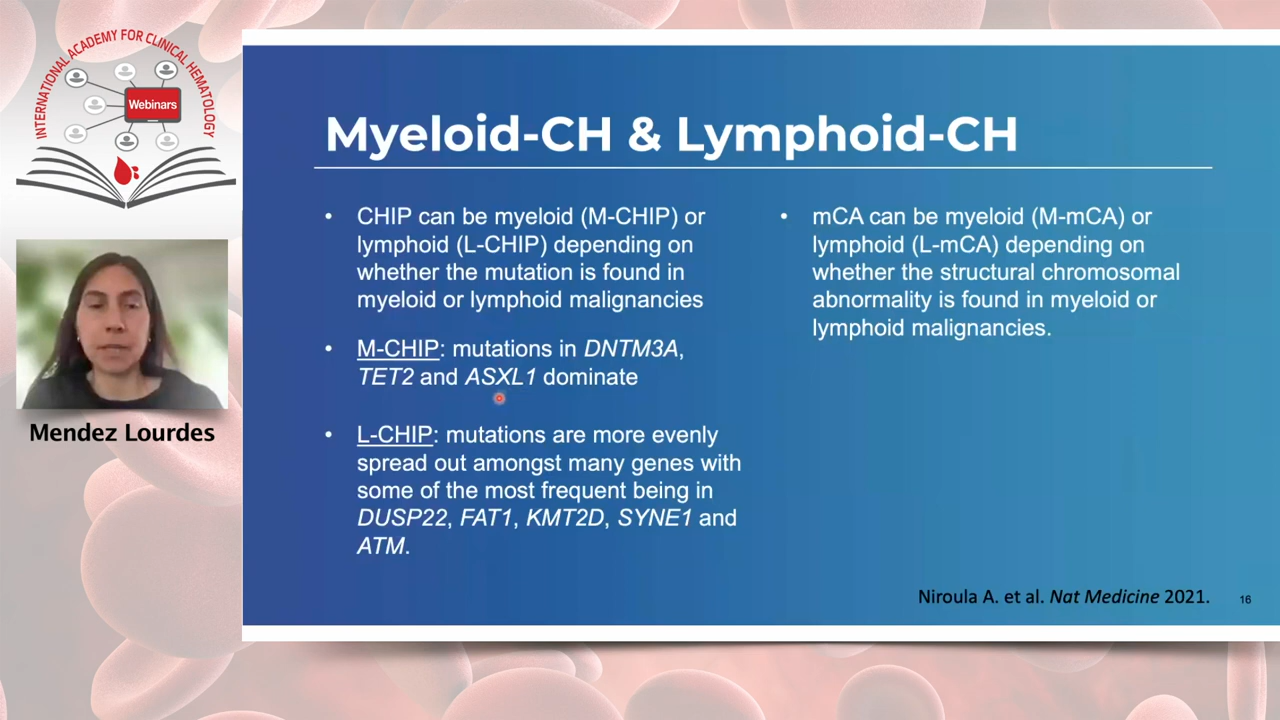 INTERNATIONAL ACADEMY FOR CLINICAL HEMATOLOGY
Webinars
Mendez Lourdes
Myeloid-CH & Lymphoid-CH
• CHIP can be myeloid (M-CHIP) or
lymphoid (L-CHIP) depending on
whether the mutation is found in
myeloid or lymphoid malignancies
• M-CHIP: mutations in DNTM3A,
TET2 and ASXL1 dominate
• L-CHIP: mutations are more evenly
spread out amongst many genes with
some of the most frequent being in
DUSP22, FAT1, KMT2D, SYNE1 and
ATM.
• mCA can be myeloid (M-mCA) or
lymphoid (L-mCA) depending on
whether the structural chromosomal
abnormality is found in myeloid or
lymphoid malignancies.
Niroula A. et al. Nat Medicine 2021.
16